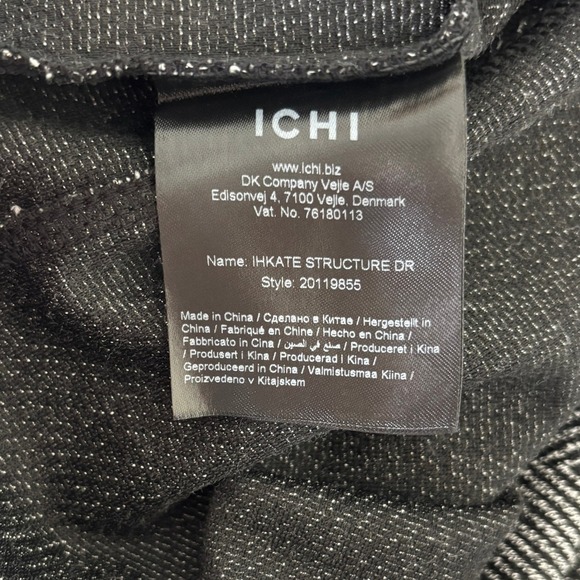 ICHI
www.ichi.biz
DK Company Vejle A/S
Edisonvej 4, 7100 Vejle, Denmark
Vat. No. 76180113
Name: IHKATE STRUCTURE DR
Style: 20119855
Made in China / Сделано в Китае / Hergestellt in
China / Fabriqué en Chine / Hecho en China /
Fabbricato in Cina / صنع في الصين / Produceret i Kina
/ Produsert i Kina / Producerad i Kina /
Geproduceerd in China / Valmistusmaa Kiina /
Proizvedeno v Kitajskem